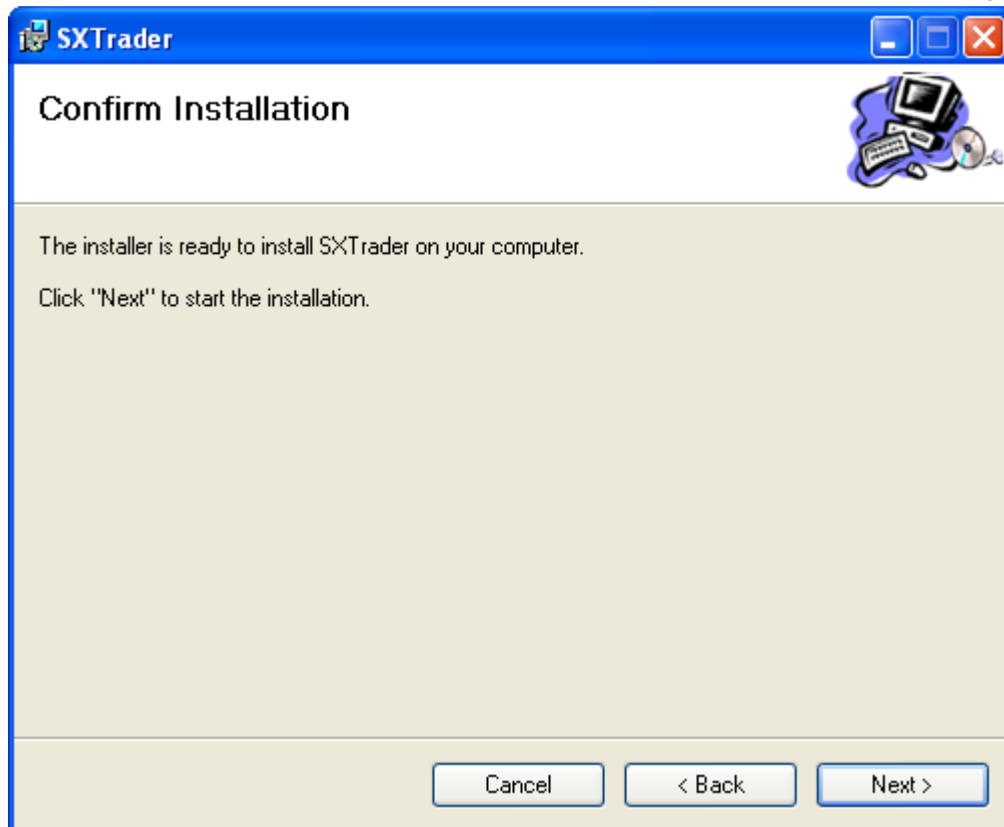 SXTrader
Confirm Installation
The installer is ready to install SXTrader on your computer.
Click "Next" to start the installation.
Cancel
< Back
Next >